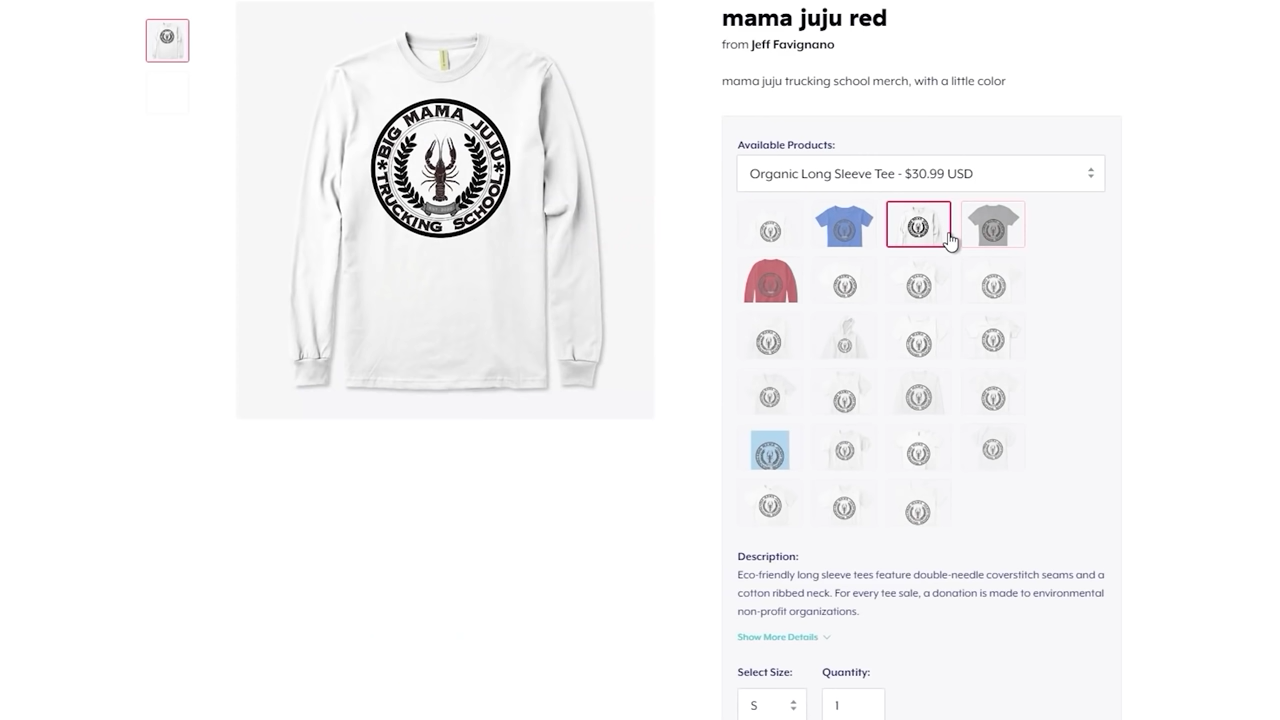 mama juju red
from Jeff Favignano
mama juju trucking school merch, with a little color
BIG MAMA JUJU
TRUCKING SCHOOL
Available Products:
Organic Long Sleeve Tee - $30.99 USD
Description:
Eco-friendly long sleeve tees feature double-needle coverstitch seams and a
cotton ribbed neck. For every tee sale, a donation is made to environmental
non-profit organizations.
Show More Details
Select Size: Quantity:
S 1